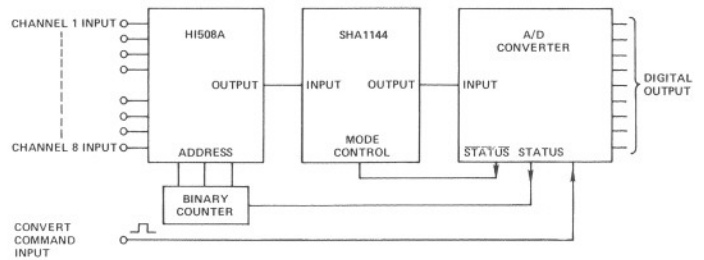 CHANNEL 1 INPUT
HI508A
OUTPUT
ADDRESS
CHANNEL 8 INPUT
SHA1144
INPUT
OUTPUT
MODE
CONTROL
A/D
CONVERTER
INPUT
STATUS STATUS
DIGITAL
OUTPUT
BINARY
COUNTER
CONVERT
COMMAND
INPUT